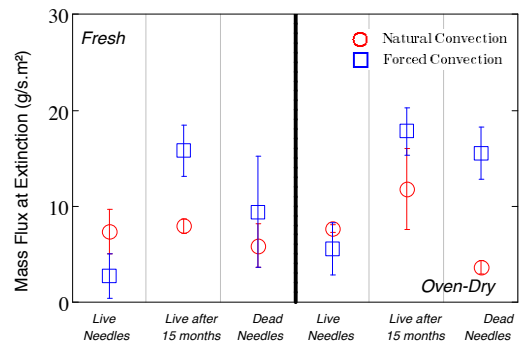 30
Fresh
Natural Convection
Forced Convection
20
Mass Flux at Extinction (g/s.m²)
10
0
Oven-Dry
Live Needles
Live after 15 months
Dead Needles
Live Needles
Live after 15 months
Dead Needles